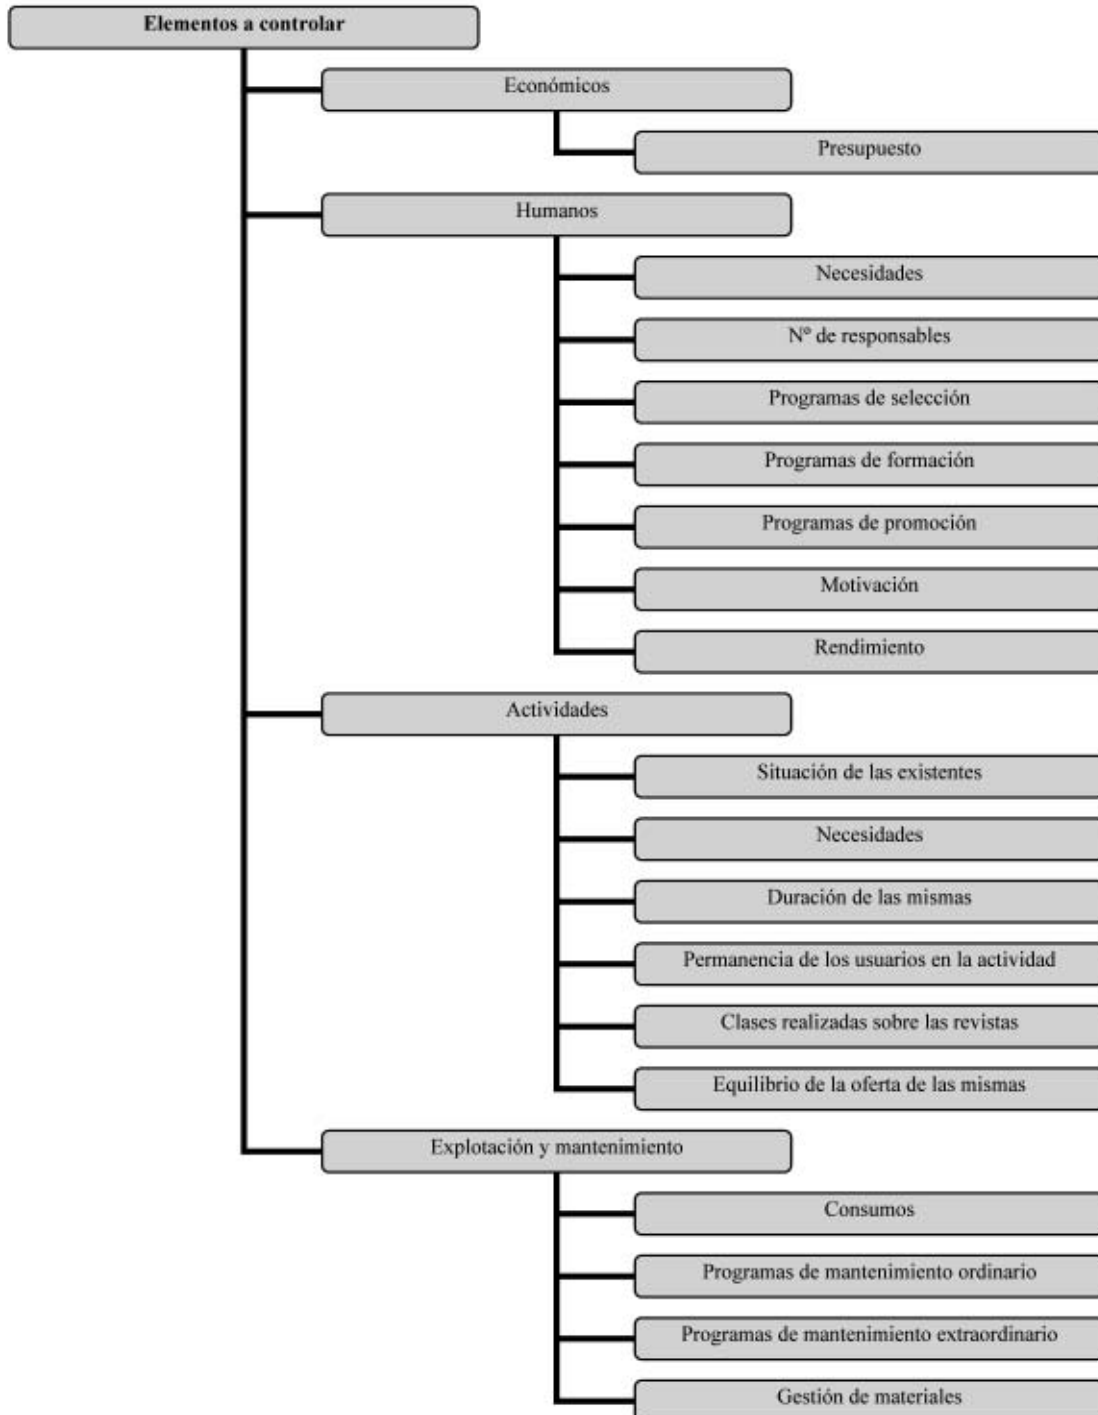 Elementos a controlar
Económicos
Presupuesto
Humanos
Necesidades
Nº de responsables
Programas de selección
Programas de formación
Programas de promoción
Motivación
Rendimiento
Actividades
Situación de las existentes
Necesidades
Duración de las mismas
Permanencia de los usuarios en la actividad
Clases realizadas sobre las revistas
Equilibrio de la oferta de las mismas
Explotación y mantenimiento
Consumos
Programas de mantenimiento ordinario
Programas de mantenimiento extraordinario
Gestión de materiales